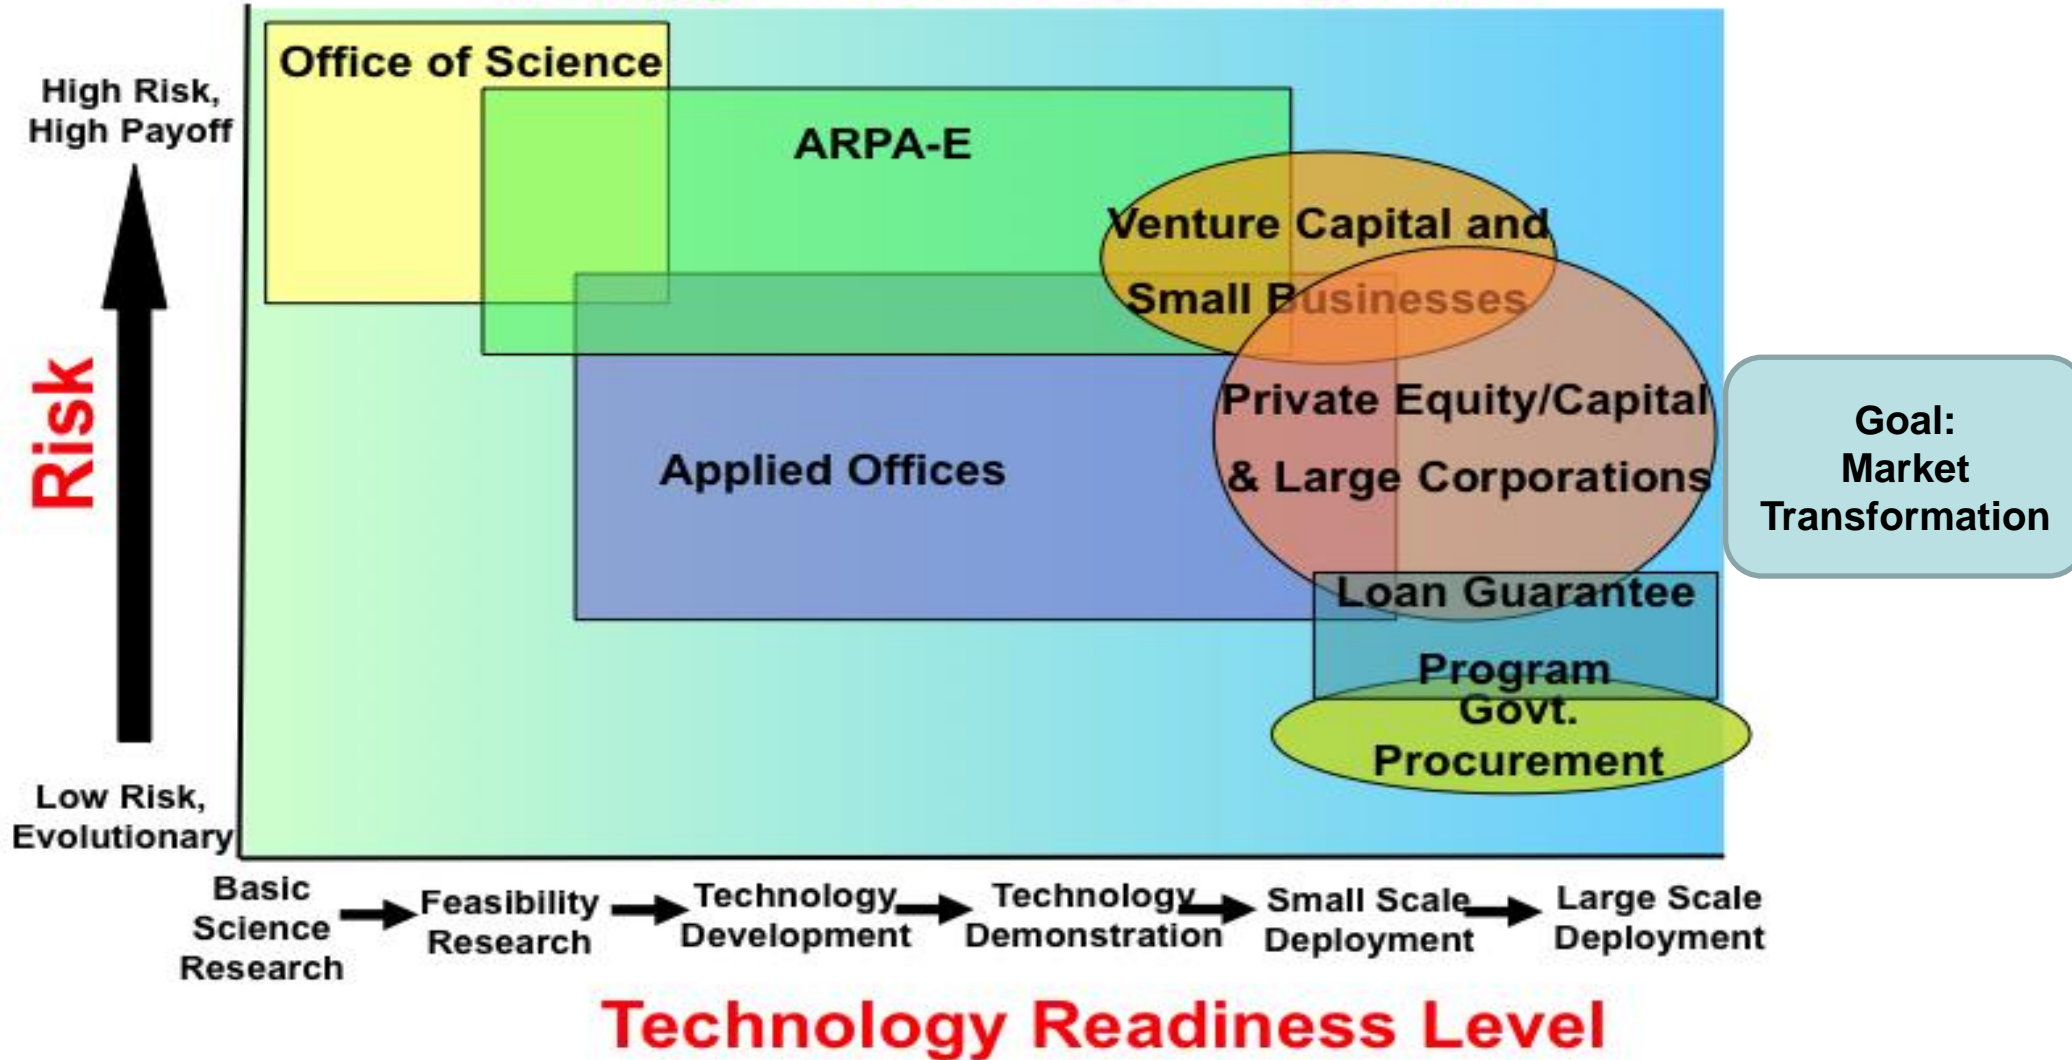 Office of Science
High Risk,
High Payoff
ARPA-E
Venture Capital and
Small Businesses
Risk
Private Equity/Capital
& Large Corporations
Goal:
Market
Transformation
Applied Offices
Loan Guarantee
Program
Govt.
Procurement
Low Risk,
Evolutionary
Basic
Science
Research
Feasibility
Research
Technology
Development
Technology
Demonstration
Small Scale
Deployment
Large Scale
Deployment
Technology Readiness Level